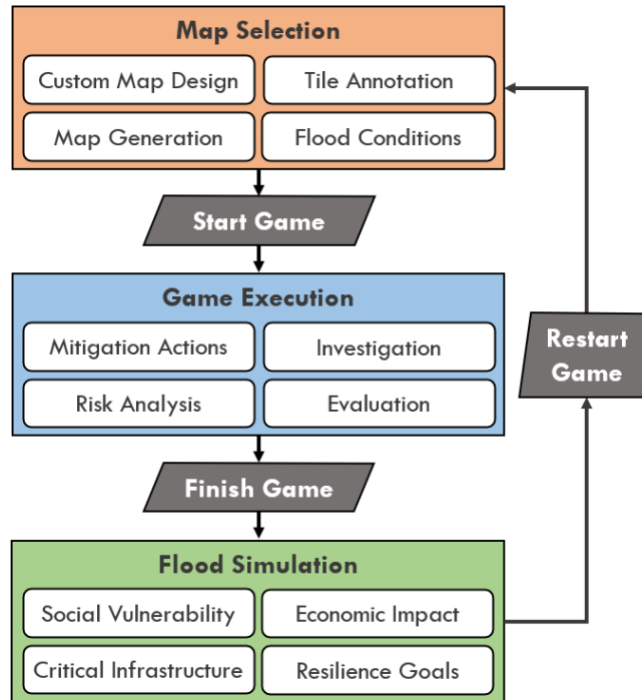 Map Selection
Custom Map Design
Tile Annotation
Map Generation
Flood Conditions
Start Game
Game Execution
Mitigation Actions
Investigation
Risk Analysis
Evaluation
Finish Game
Flood Simulation
Social Vulnerability
Economic Impact
Critical Infrastructure
Resilience Goals
Restart
Game